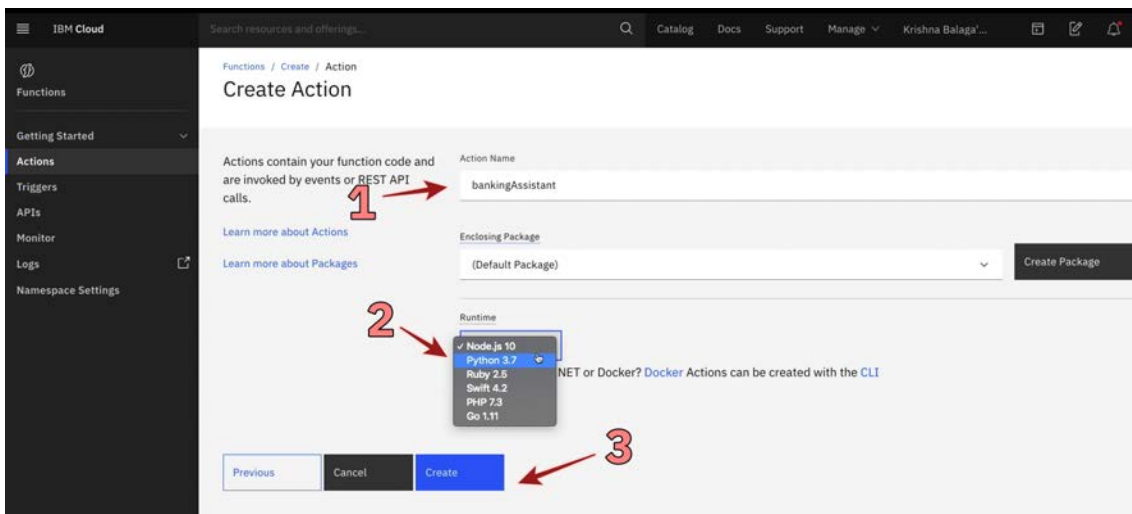 IBM Cloud
Search resources and offerings...
Catalog
Docs
Support
Manage
Krishna Balaga'...
Functions
Getting Started
Actions
Triggers
APIs
Monitor
Logs
Namespace Settings
Functions / Create / Action
Create Action
Actions contain your function code and
are invoked by events or REST API
calls.
Learn more about Actions
Learn more about Packages
1
Action Name
bankingAssistant
Enclosing Package
(Default Package)
Create Package
2
Runtime
✓ Node.js 10
Python 3.7
Ruby 2.5
Swift 4.2
PHP 7.3
Go 1.11
NET or Docker? Docker Actions can be created with the CLI
3
Previous
Cancel
Create